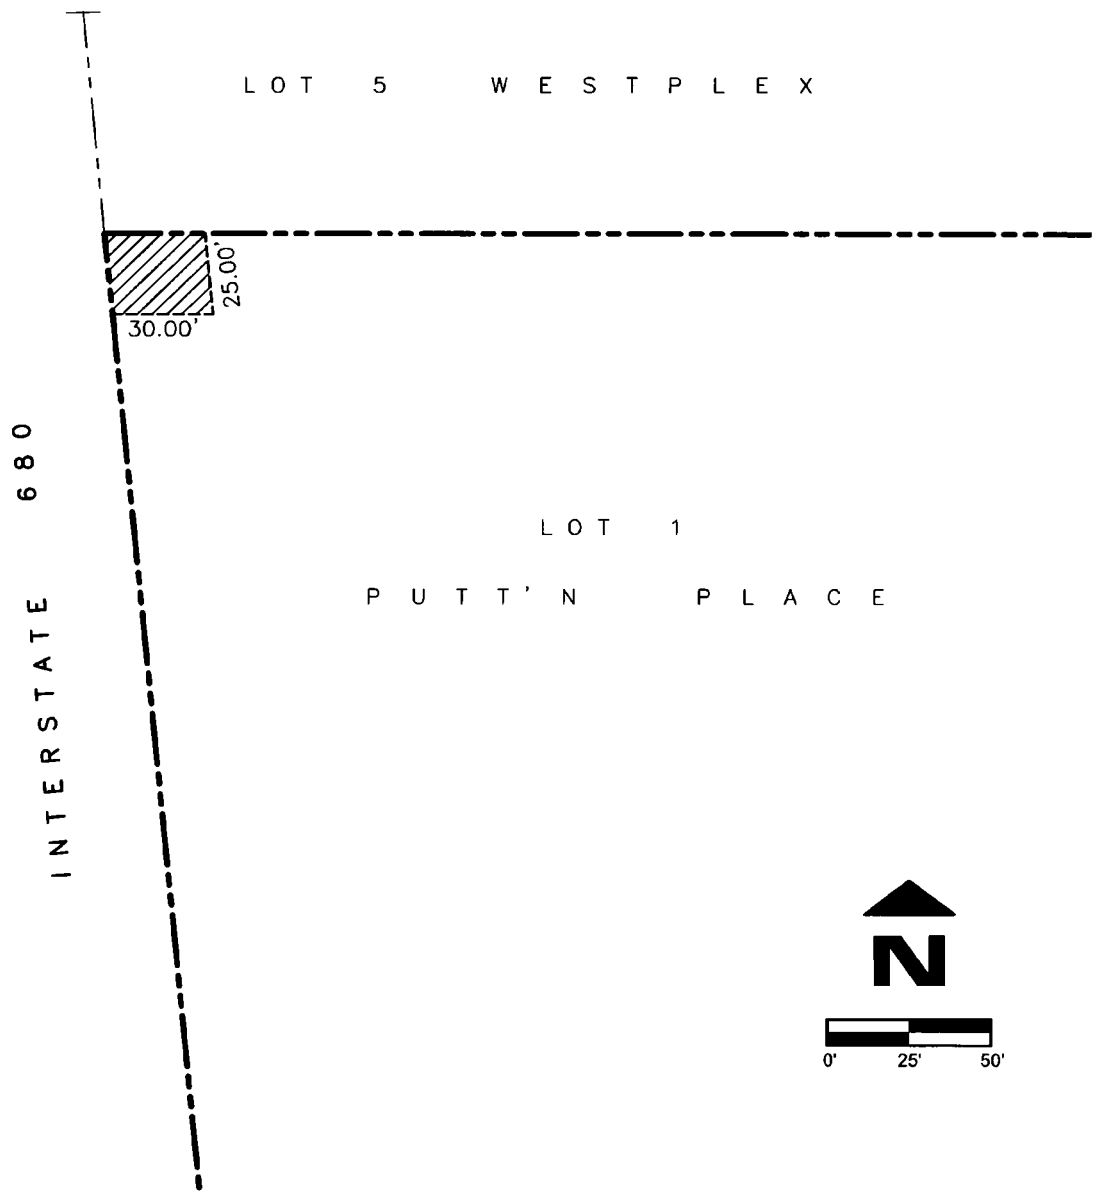 LOT 5 WESTPLEX
25.00'
30.00'
INTERSTATE 680
LOT 1
PUTT'N PLACE
N
0' 25' 50'